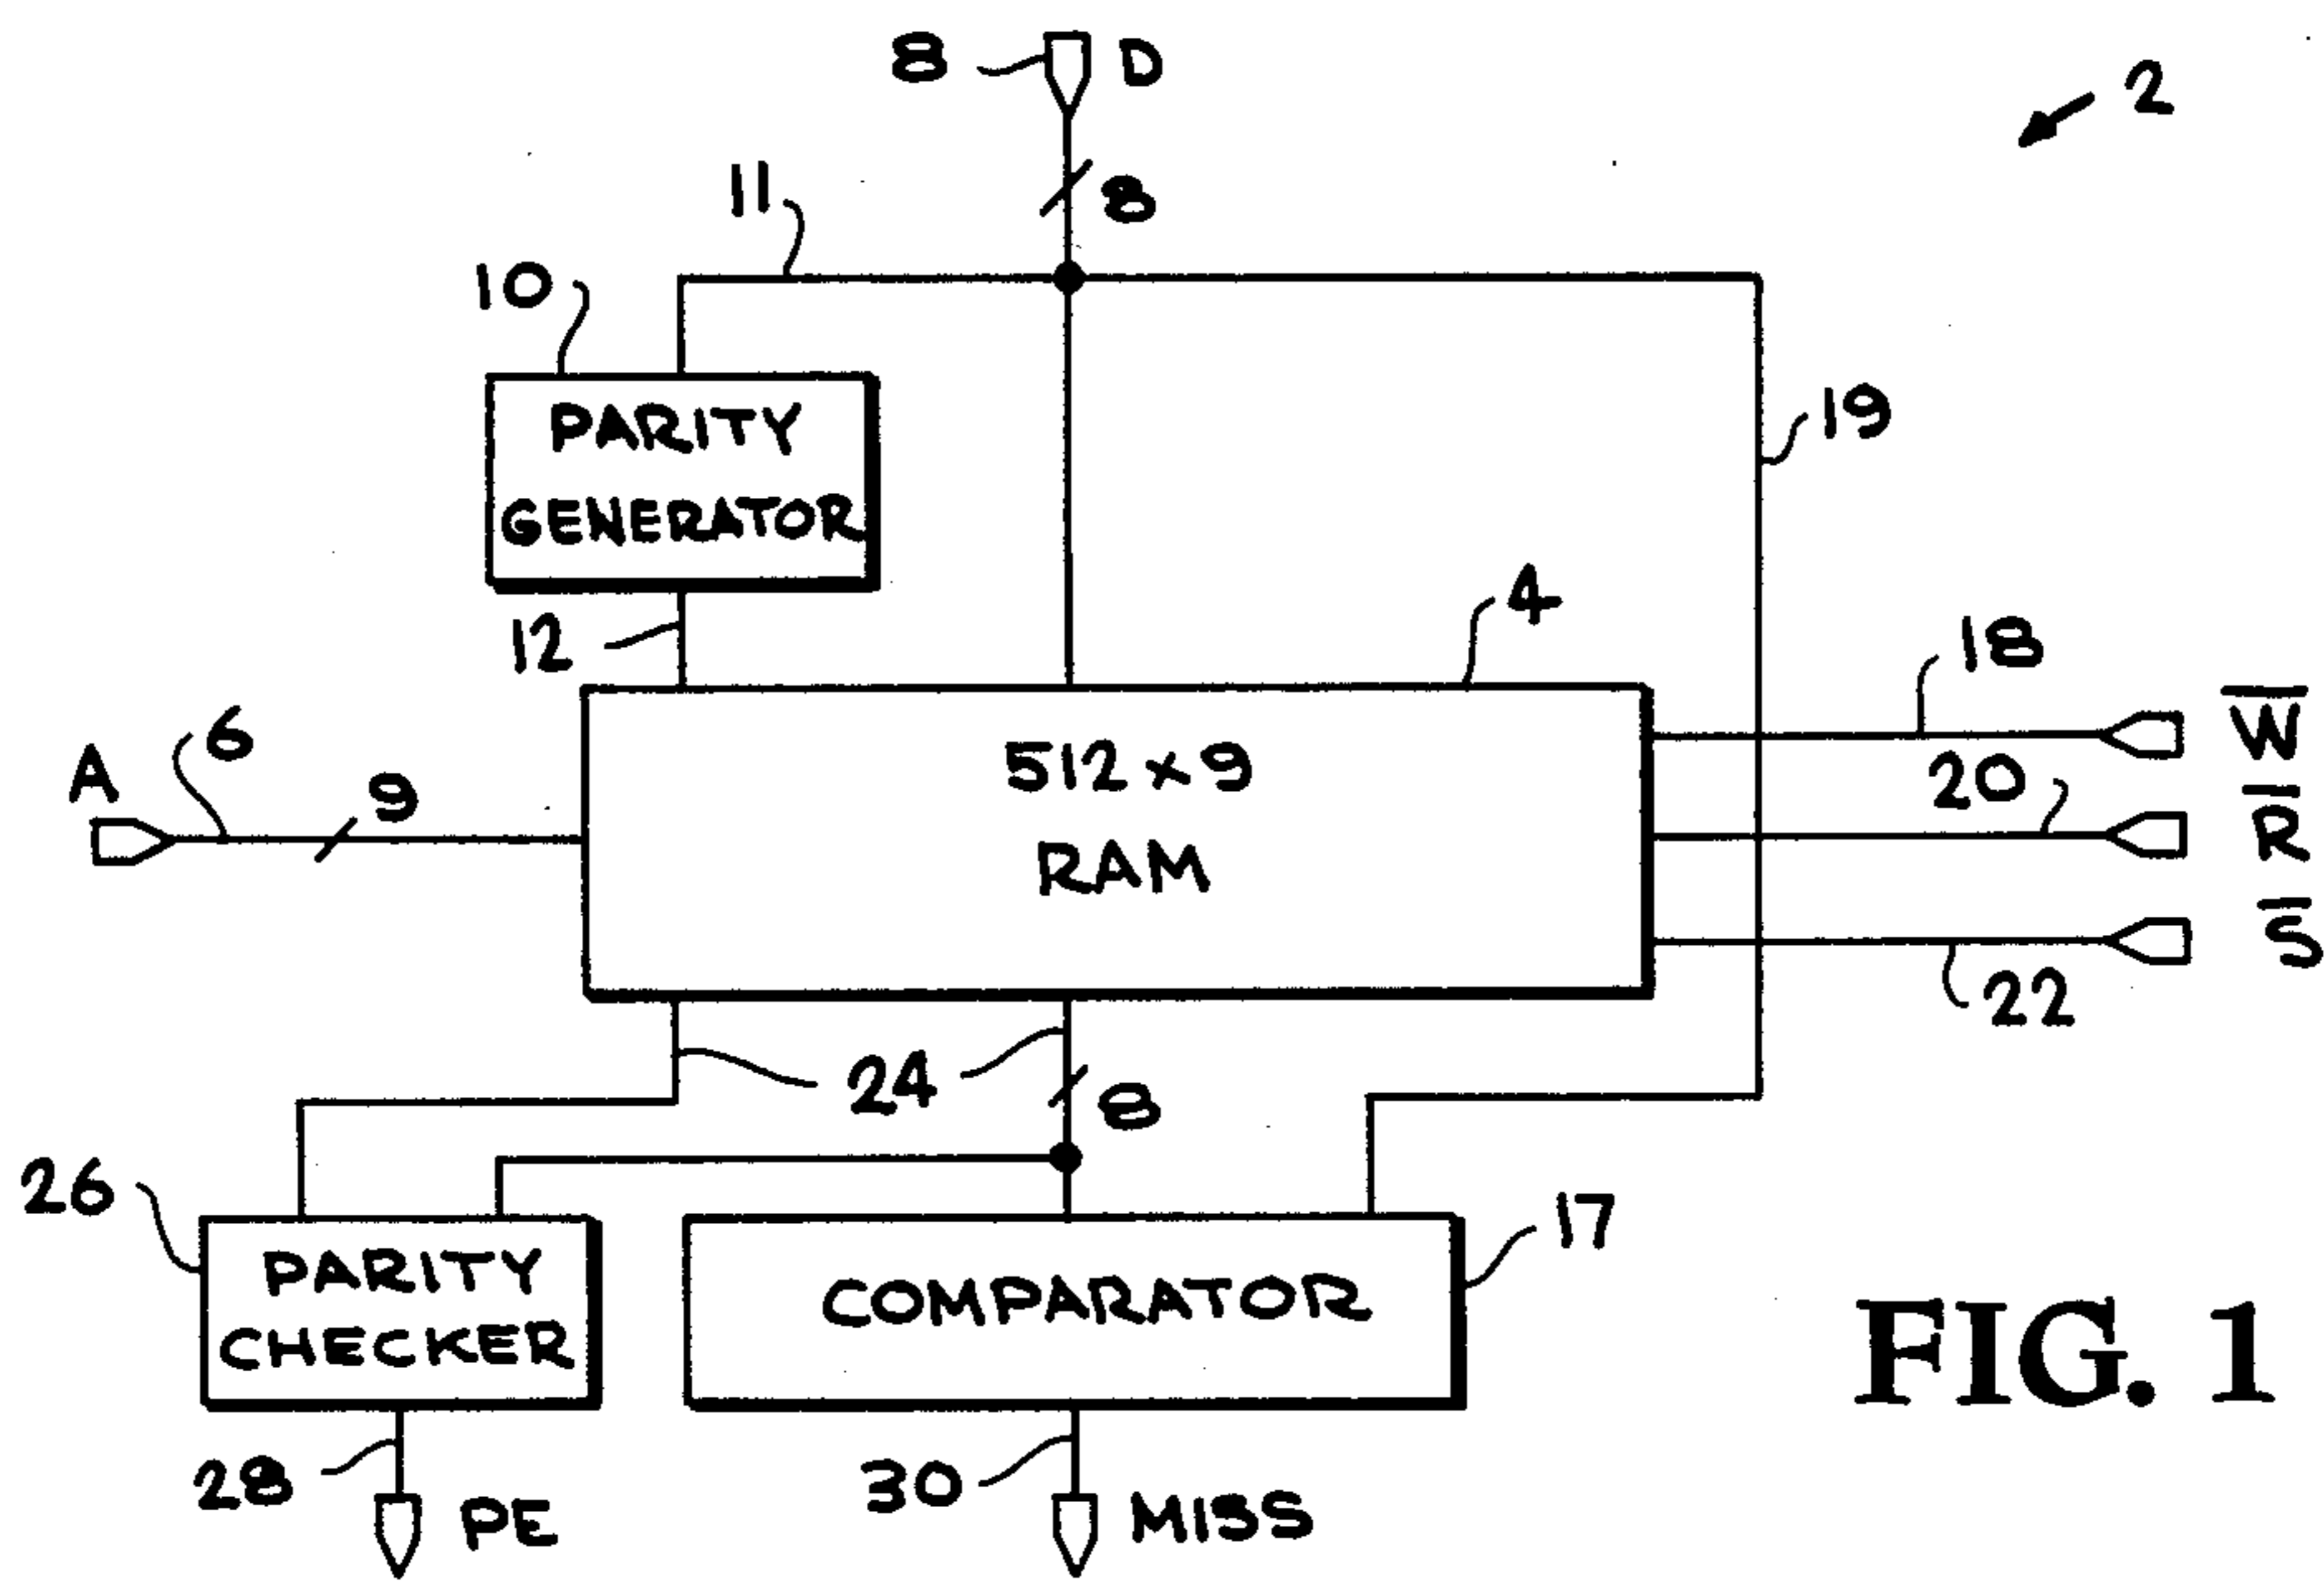 8 D
2
8
11
10
PARITY
GENERATOR
19
12
4
18
W̅
512 x 9
RAM
A
6
9
20
R̅
S̅
22
24
8
26
17
PARITY
CHECKER
COMPARATOR
28
PE
30
MISS
FIG. 1